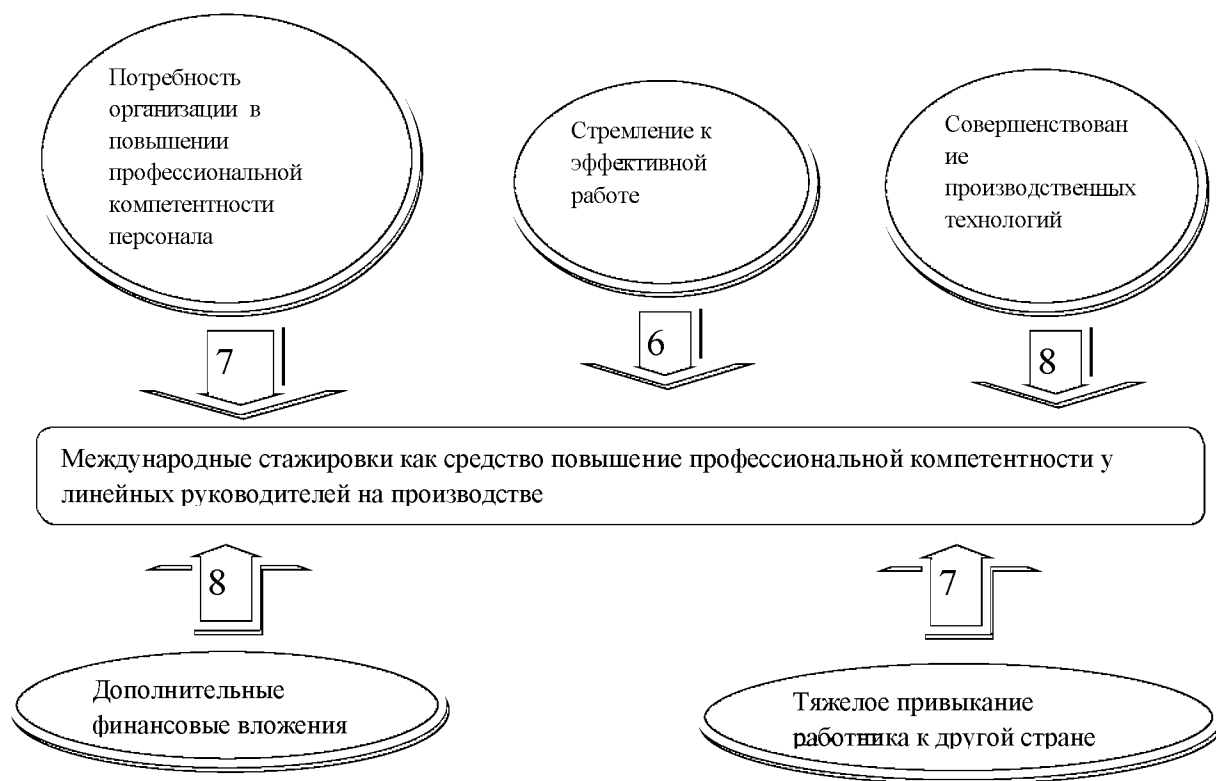 Потребность
организации в
повышении
профессиональной
компетентности
персонала
Стремление к
эффективной
работе
Совершенствован
ие
производственных
технологий
7
6
8
Международные стажировки как средство повышение профессиональной компетентности у
линейных руководителей на производстве
8
7
Дополнительные
финансовые вложения
Тяжелое привыкание
работника к другой стране